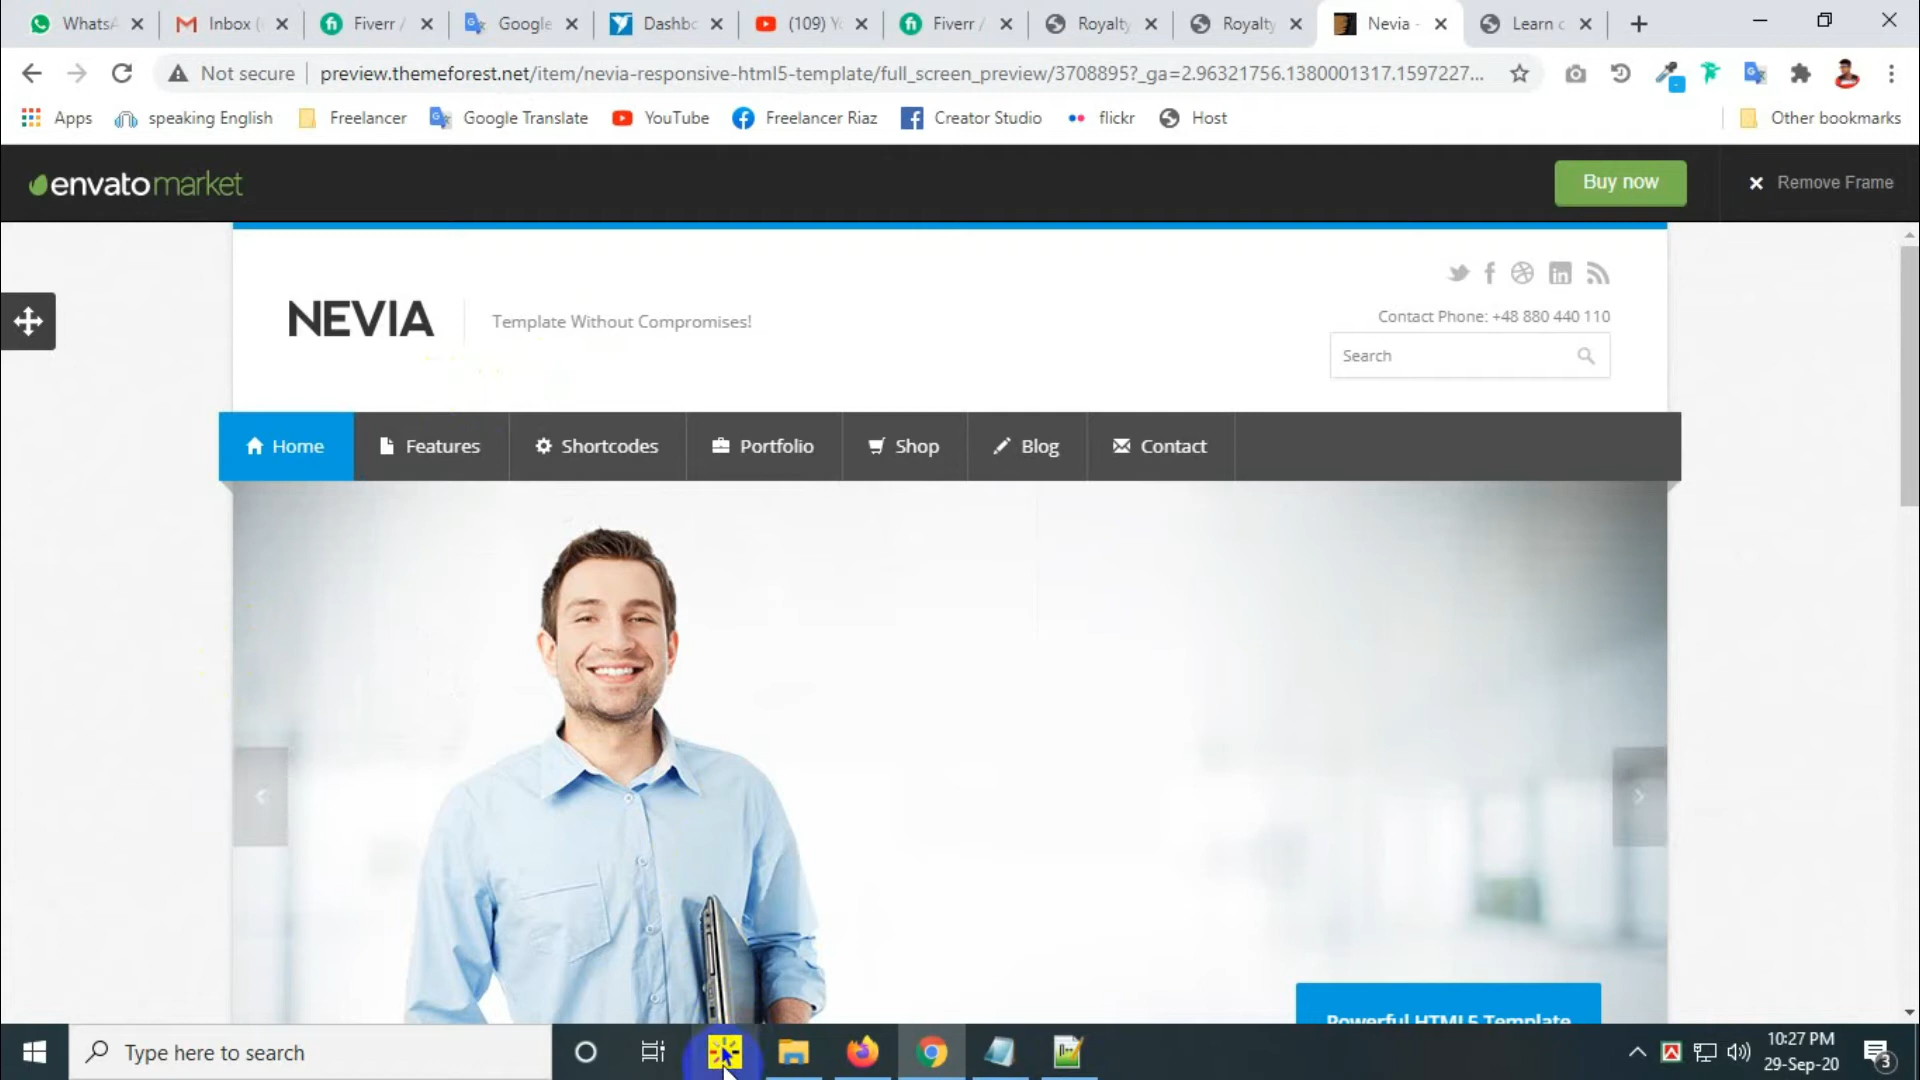 WhatsA
Inbox (
Fiverr /
Google
Dashbo
(109) Yo
Fiverr /
Royalty
Royalty
Nevia -
Learn c
Not secure
preview.themeforest.net/item/nevia-responsive-html5-template/full_screen_preview/3708895?_ga=2.96321756.1380001317.1597227...
Apps
speaking English
Freelancer
Google Translate
YouTube
Freelancer Riaz
Creator Studio
flickr
Host
Other bookmarks
envatomarket
Buy now
Remove Frame
NEVIA
Template Without Compromises!
Contact Phone: +48 880 440 110
Search
Home
Features
Shortcodes
Portfolio
Shop
Blog
Contact
Powerful HTML5 Template
Type here to search
10:27 PM
29-Sep-20
3